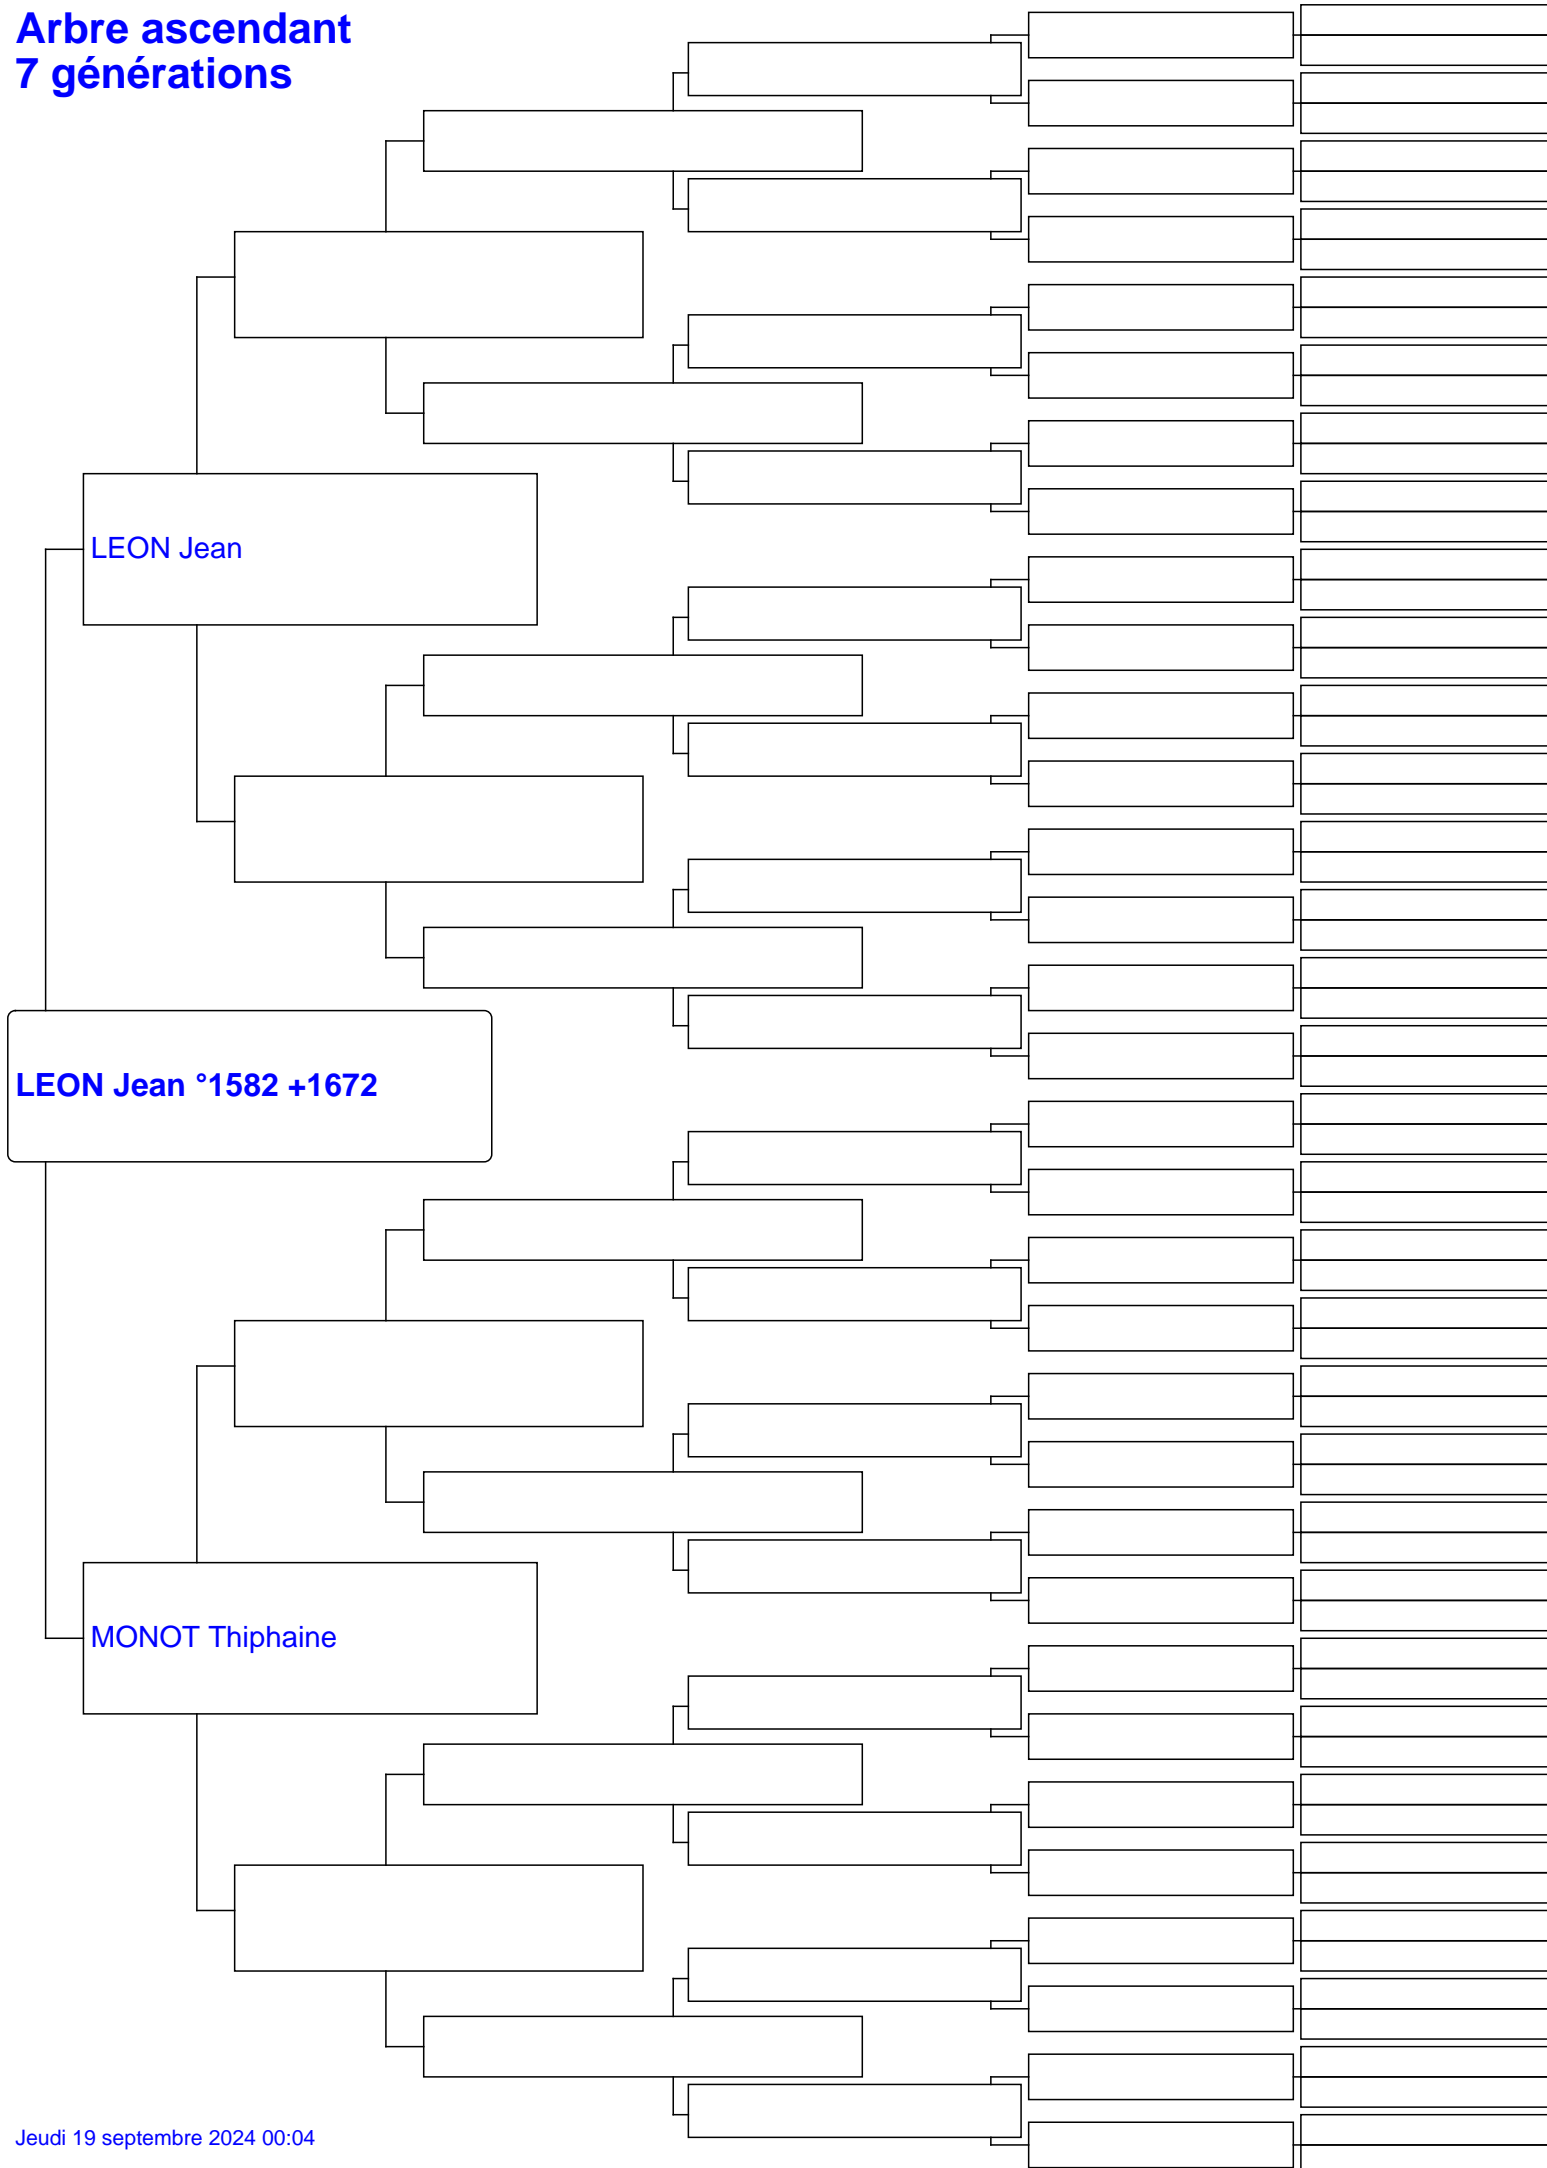 Arbre ascendant
7 générations
LEON Jean
LEON Jean °1582 +1672
MONOT Thiphaine
Jeudi 19 septembre 2024 00:04